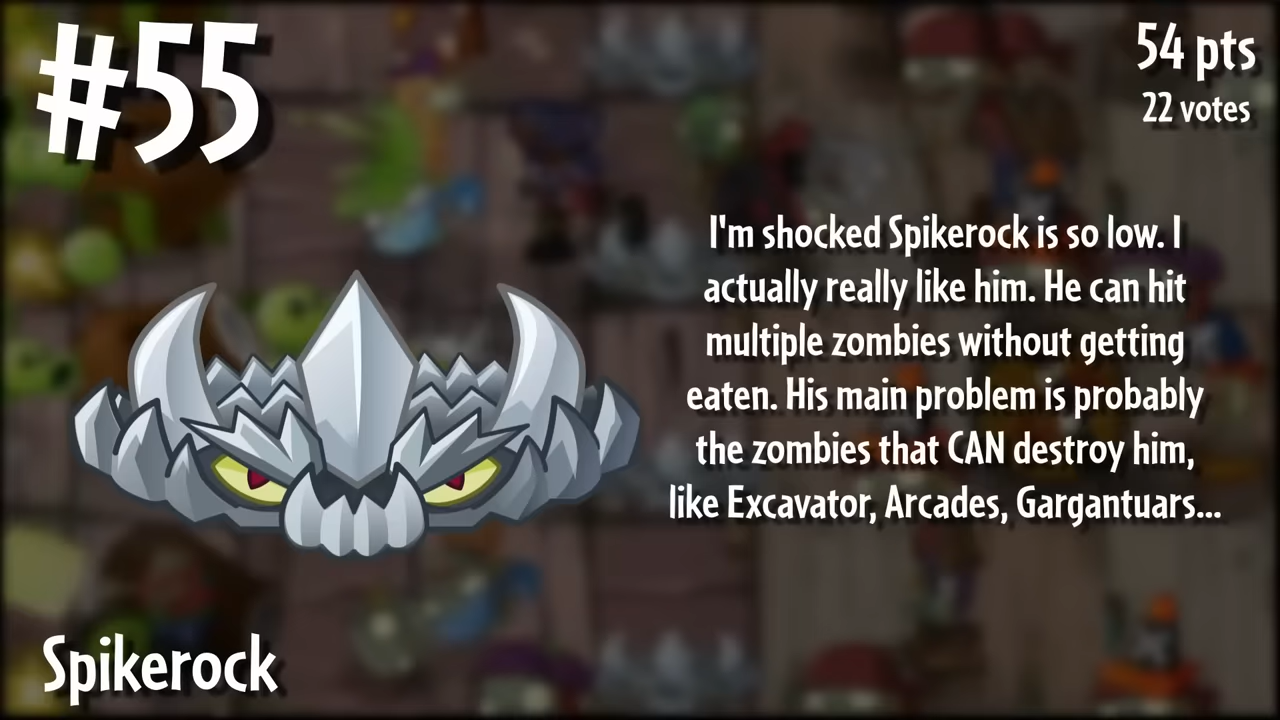 #55
54 pts
22 votes
I'm shocked Spikerock is so low. I
actually really like him. He can hit
multiple zombies without getting
eaten. His main problem is probably
the zombies that CAN destroy him,
like Excavator, Arcades, Gargantuars...
Spikerock